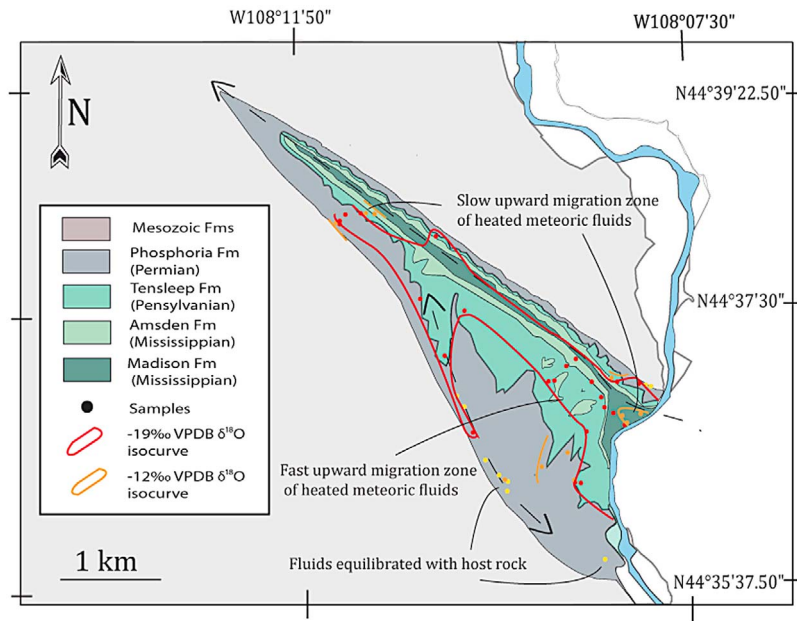 W108°11'50"
W108°07'30"
N44°39'22.50"
N
Slow upward migration zone
of heated meteoric fluids
Mesozoic Fms
Phosphoria Fm
(Permian)
Tensleep Fm
(Pensylvanian)
Amsden Fm
(Mississippian)
Madison Fm
(Mississippian)
Samples
-19‰ VPDB δ¹⁸O
isocurve
-12‰ VPDB δ¹⁸O
isocurve
N44°37'30"
Fast upward migration zone
of heated meteoric fluids
1 km
Fluids equilibrated with host rock
N44°35'37.50"